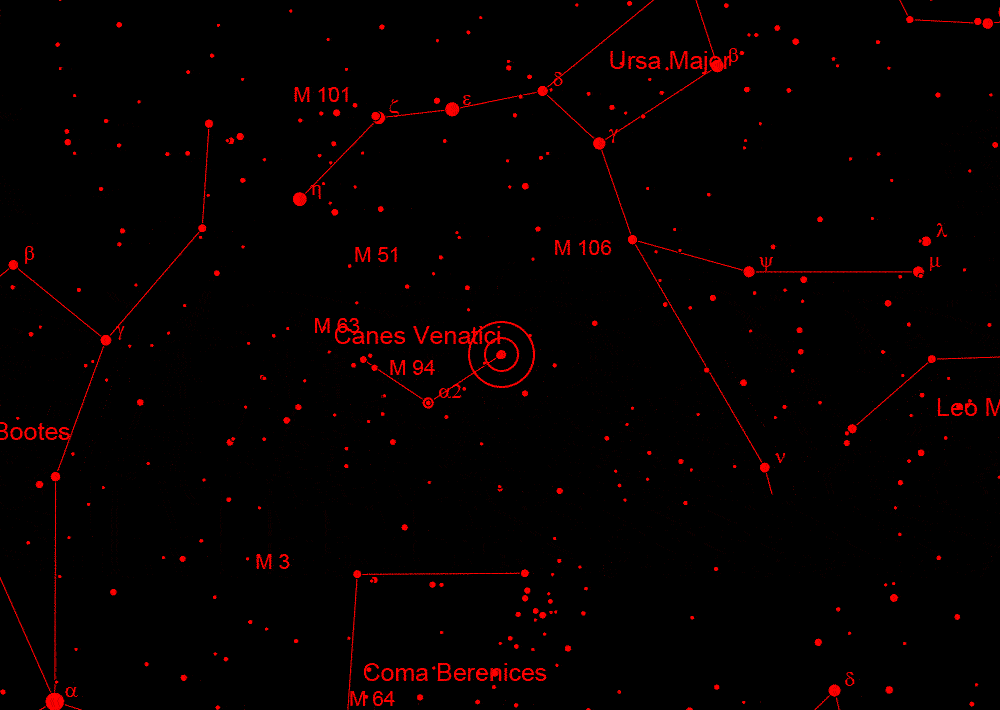 Ursa Major
β
δ
M 101
ζ
ε
γ
η
λ
M 106
β
M 51
ψ
μ
M 63
γ
Canes Venatici
M 94
α2
Leo M
Bootes
ν
M 3
Coma Berenices
δ
α
M 64